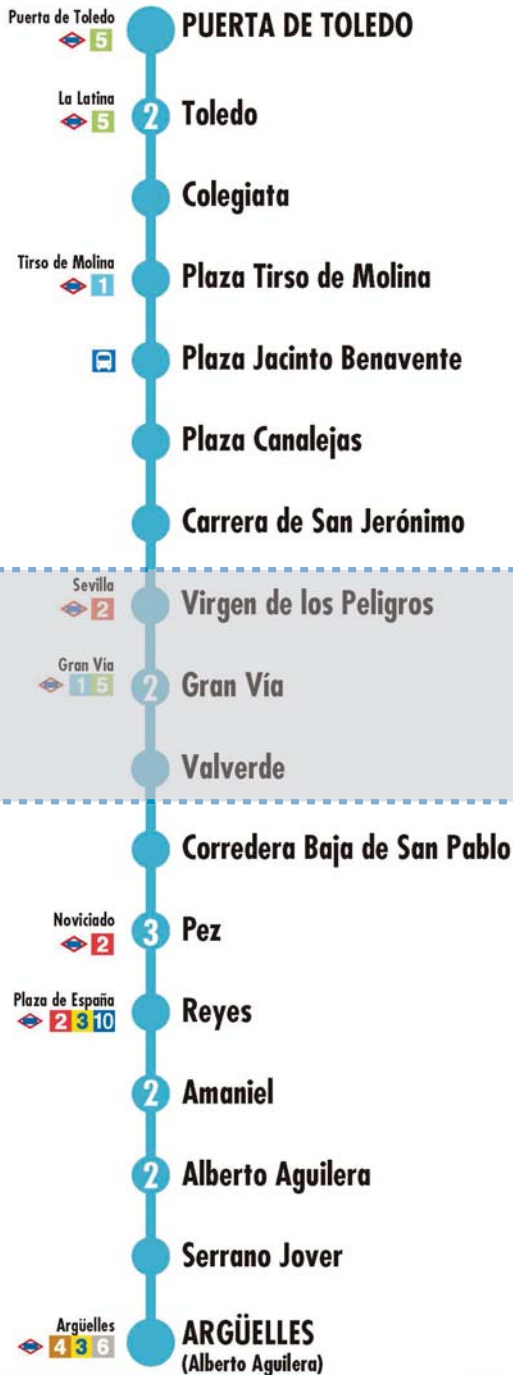 Puerta de Toledo
5
PUERTA DE TOLEDO
La Latina
5
2
Toledo
Colegiata
Tirso de Molina
1
Plaza Tirso de Molina
Plaza Jacinto Benavente
Plaza Canalejas
Carrera de San Jerónimo
Sevilla
2
Virgen de los Peligros
Gran Vía
1 5
2
Gran Vía
Valverde
Corredera Baja de San Pablo
Noviciado
2
3
Pez
Plaza de España
2 3 10
Reyes
2
Amaniel
2
Alberto Aguilera
Serrano Jover
Argüelles
4 3 6
ARGÜELLES
(Alberto Aguilera)